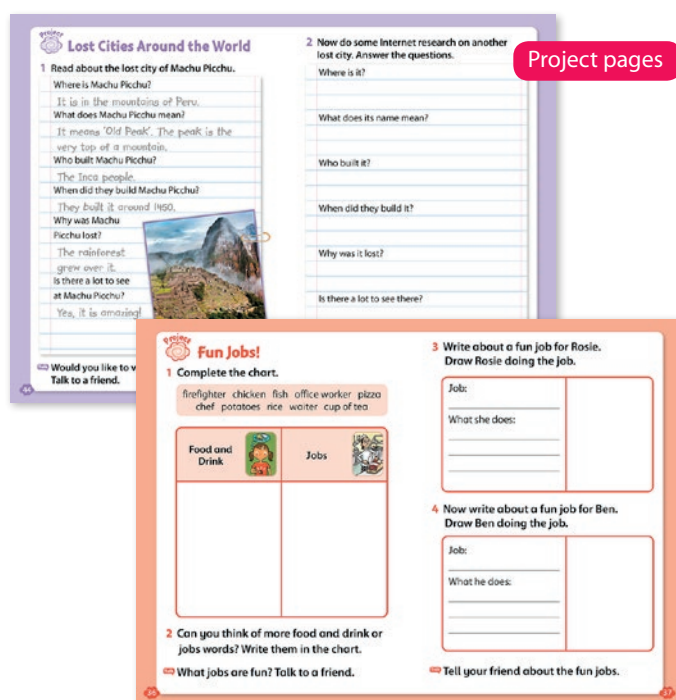 Project pages
Project
Lost Cities Around the World
1 Read about the lost city of Machu Picchu.
Where is Machu Picchu?
It is in the mountains of Peru.
What does Machu Picchu mean?
It means 'Old Peak'. The peak is the
very top of a mountain.
Who built Machu Picchu?
The Inca people.
When did they build Machu Picchu?
They built it around 1450.
Why was Machu
Picchu lost?
The rainforest
grew over it.
Is there a lot to see
at Machu Picchu?
Yes, it is amazing!
Would you like to
Talk to a friend.
44
2 Now do some Internet research on another
lost city. Answer the questions.
Where is it?
What does its name mean?
Who built it?
When did they build it?
Why was it lost?
Is there a lot to see there?
Project
Fun Jobs!
1 Complete the chart.
firefighter chicken fish office worker pizza
chef potatoes rice waiter cup of tea
Food and
Drink
Jobs
2 Can you think of more food and drink or
jobs words? Write them in the chart.
What jobs are fun? Talk to a friend.
36
3 Write about a fun job for Rosie.
Draw Rosie doing the job.
Job:
What she does:
4 Now write about a fun job for Ben.
Draw Ben doing the job.
Job:
What he does:
Tell your friend about the fun jobs.
37